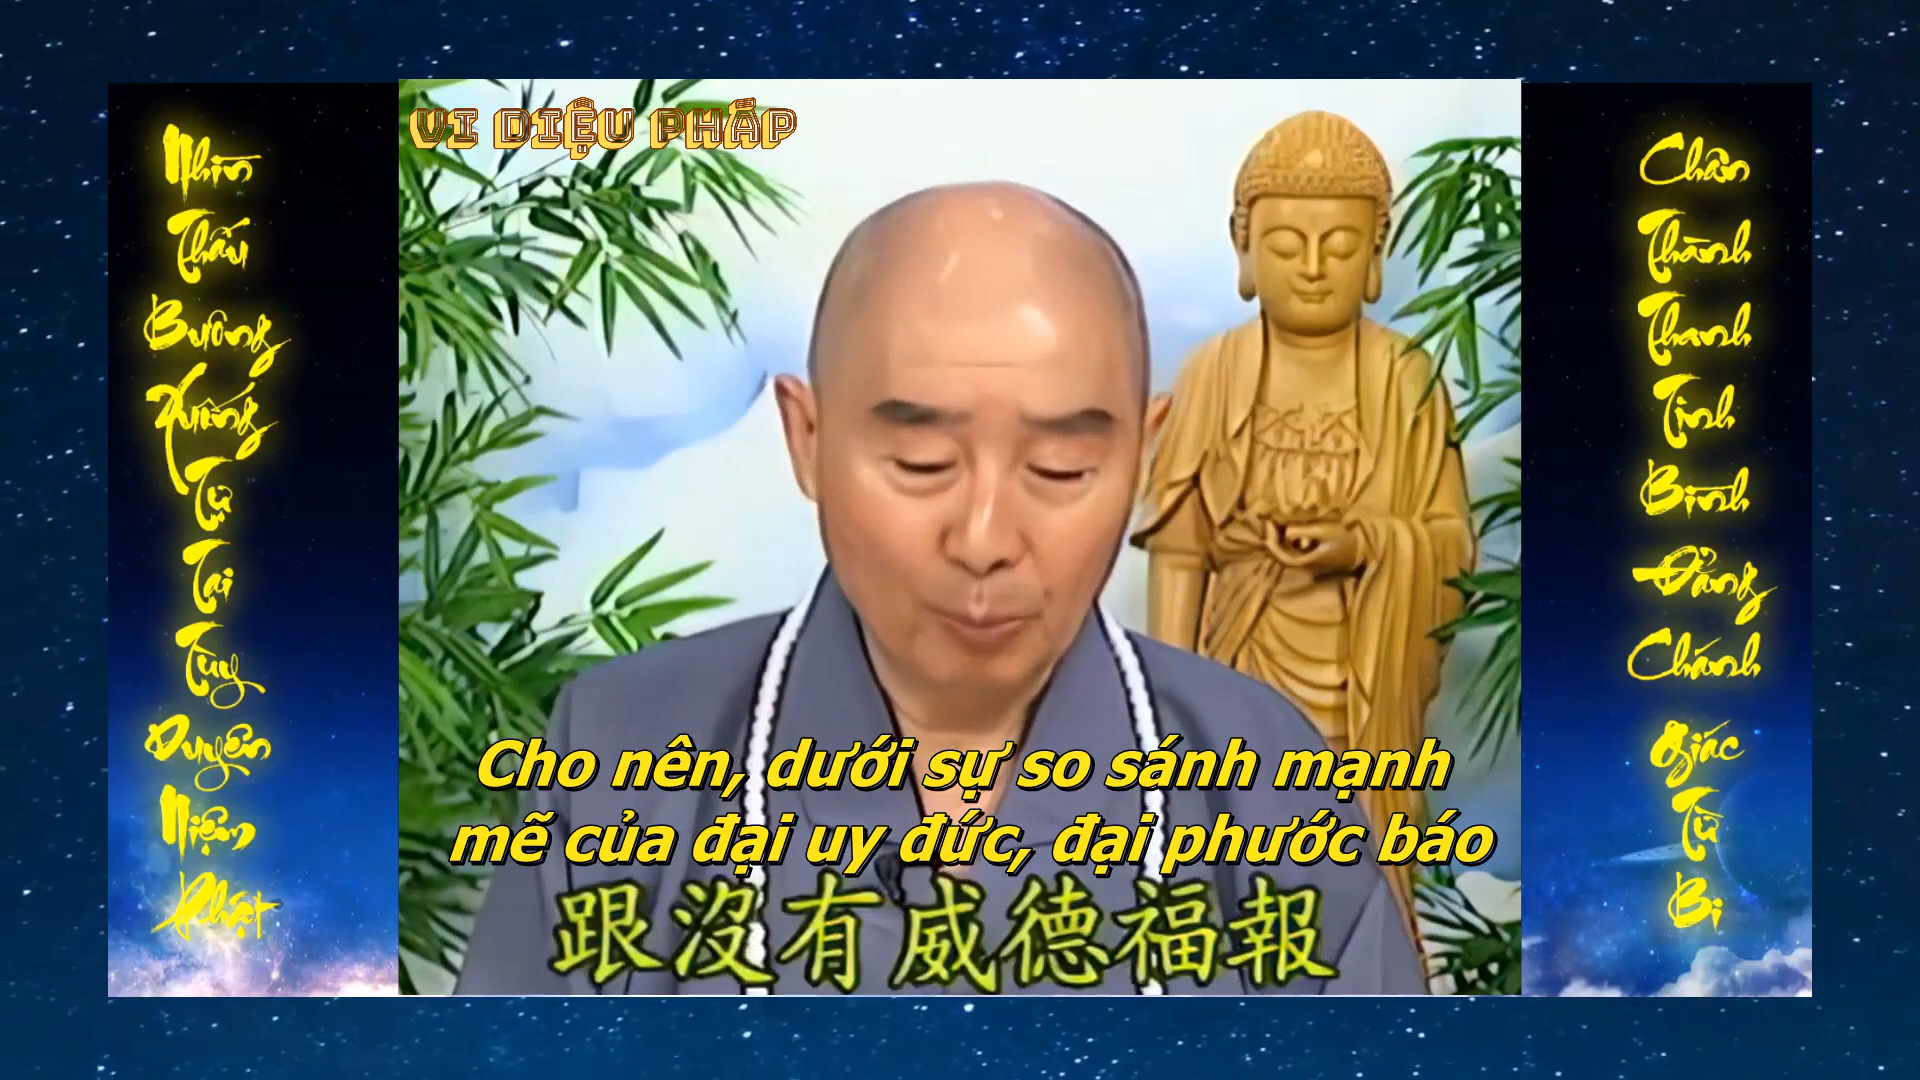 VI DIỆU PHÁP
Nhìn
Thấu
Buông
Xuống
Tự
Tại
Tùy
Duyên
Niệm
Phật
Chân
Thành
Thanh
Tịnh
Bình
Đẳng
Chánh
Giác
Từ
Bi
Cho nên, dưới sự so sánh mạnh
mẽ của đại uy đức, đại phước báo
跟沒有威德福報